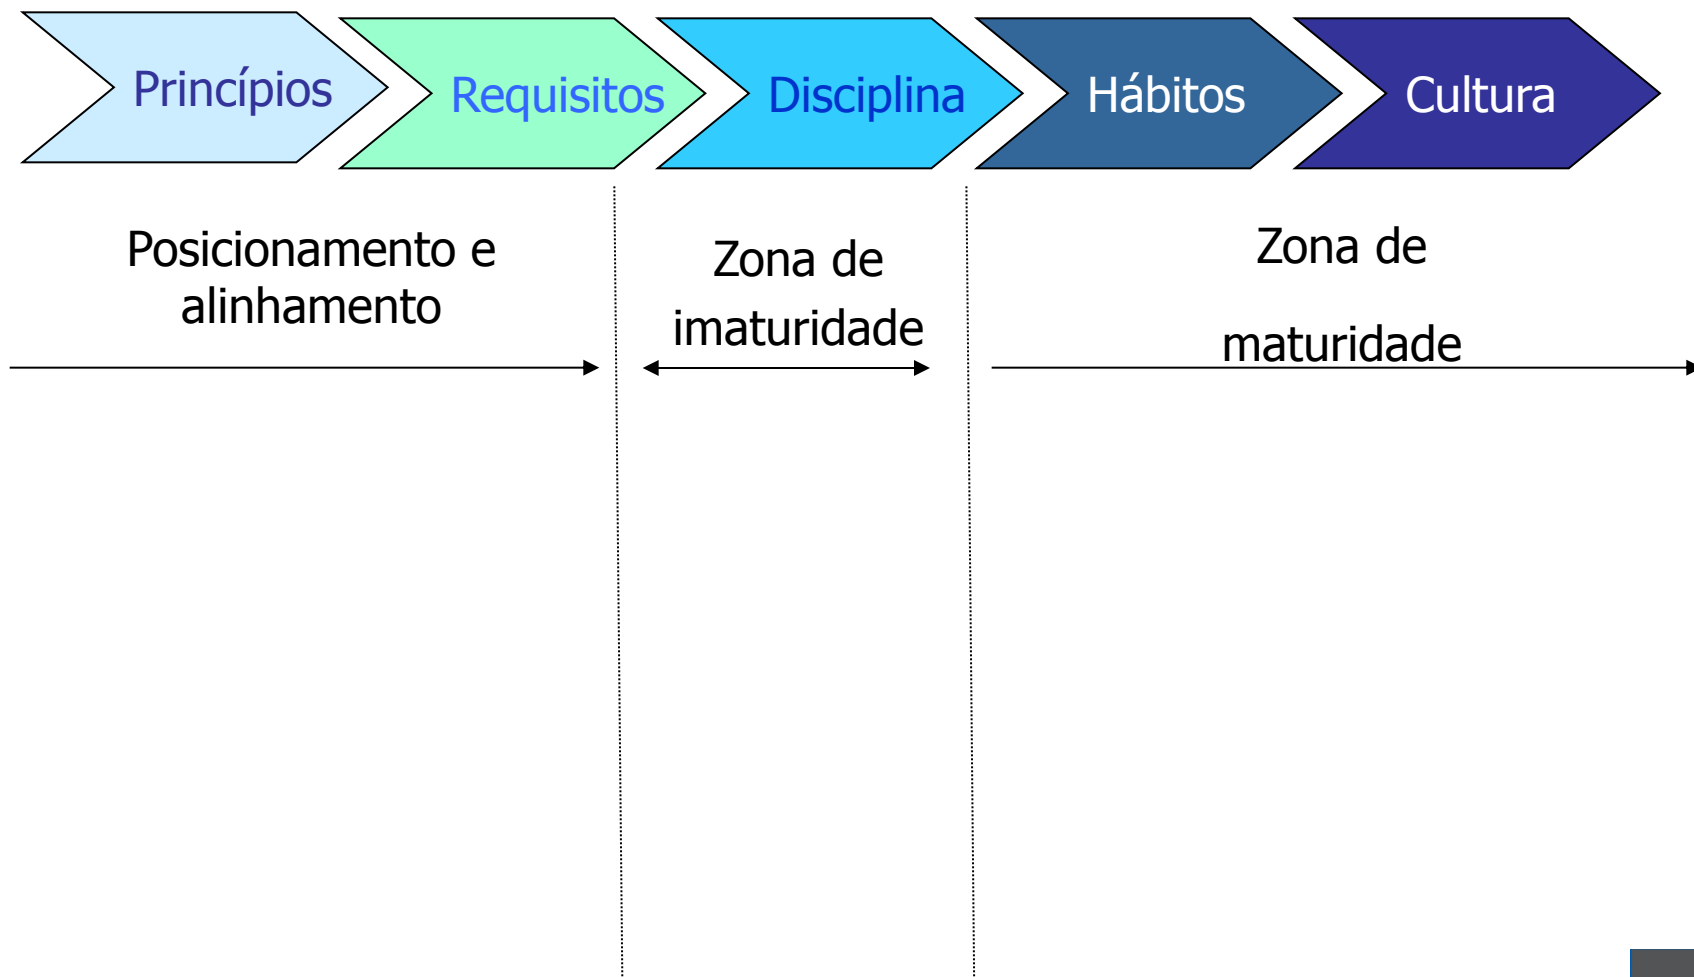 Princípios
Requisitos
Disciplina
Hábitos
Cultura
Posicionamento e
alinhamento
Zona de
imaturidade
Zona de
maturidade